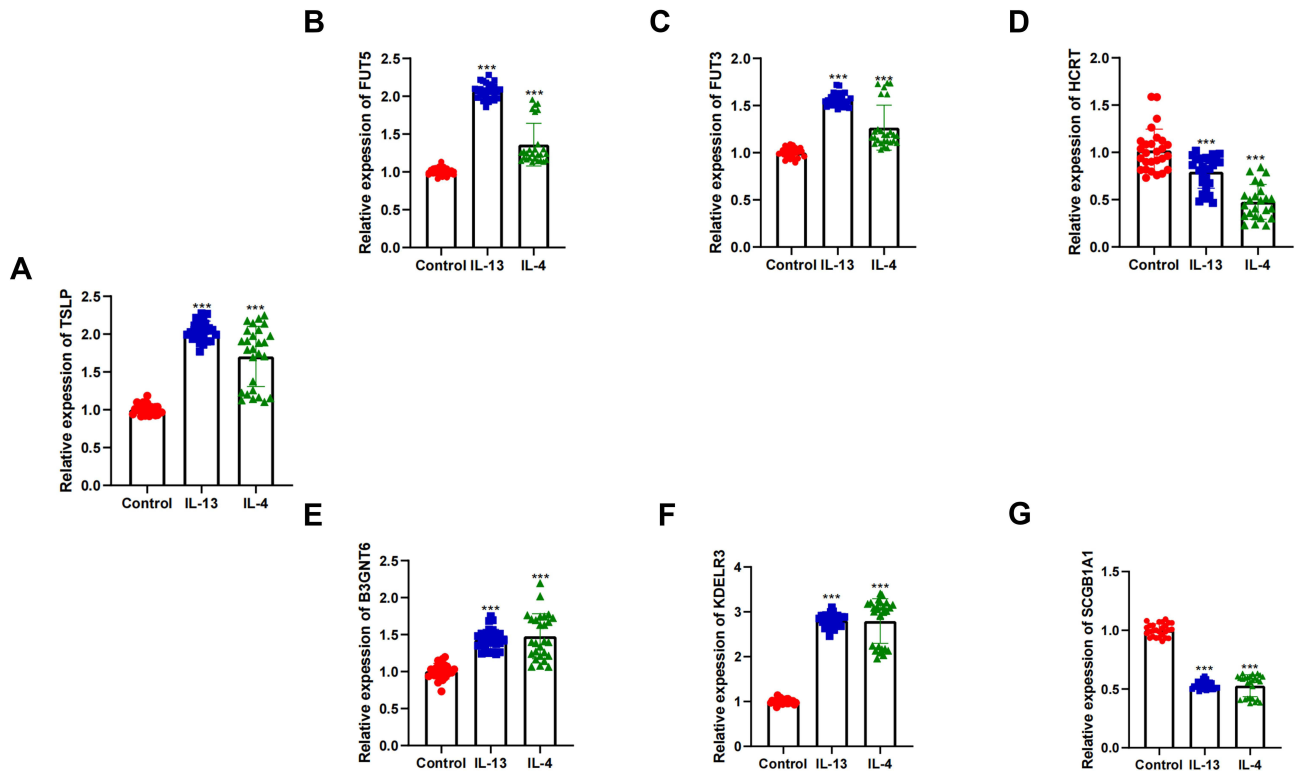 B
Relative expession of FUT5
2.5
2.0
1.5
1.0
0.5
0.0
***
***
Control IL-13 IL-4
C
Relative expession of FUT3
2.0
1.5
1.0
0.5
0.0
***
***
Control IL-13 IL-4
D
Relative expession of HCRT
2.0
1.5
1.0
0.5
0.0
***
***
Control IL-13 IL-4
A
Relative expession of TSLP
2.5
2.0
1.5
1.0
0.5
0.0
***
***
Control IL-13 IL-4
E
Relative expession of B3GNT6
2.5
2.0
1.5
1.0
0.5
0.0
***
***
Control IL-13 IL-4
F
Relative expession of KDELR3
4
3
2
1
0
***
***
Control IL-13 IL-4
G
Relative expession of SCGB1A1
1.5
1.0
0.5
0.0
***
***
Control IL-13 IL-4